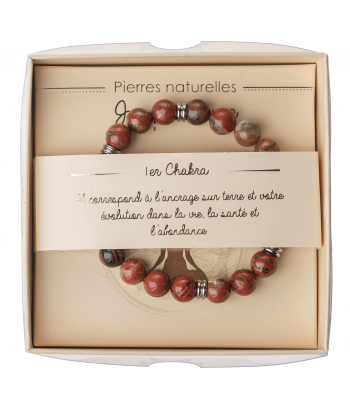 Pierres naturelles
1er Chakra
Il correspond à l'ancrage sur terre et votre
évolution dans la vie, la santé et
l'abondance